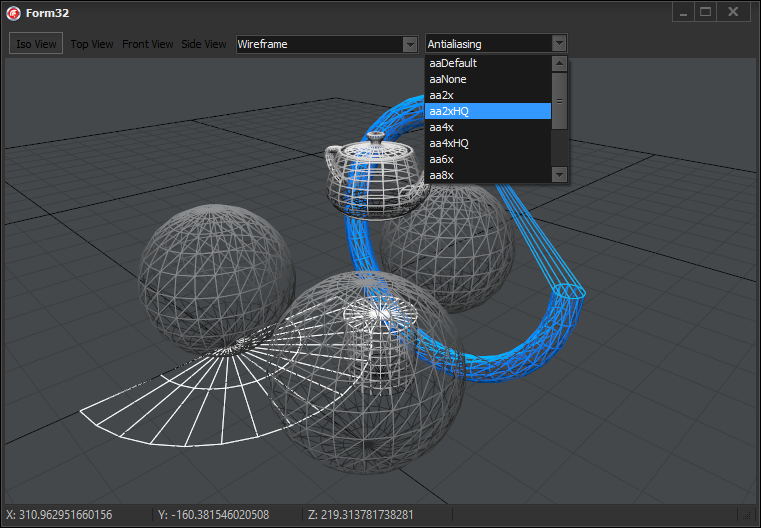 Form32
Iso View Top View Front View Side View Wireframe Antialiasing
aaDefault
aaNone
aa2x
aa2xHQ
aa4x
aa4xHQ
aa6x
aa8x
X: 310.962951660156 Y: -160.381546020508 Z: 219.313781738281